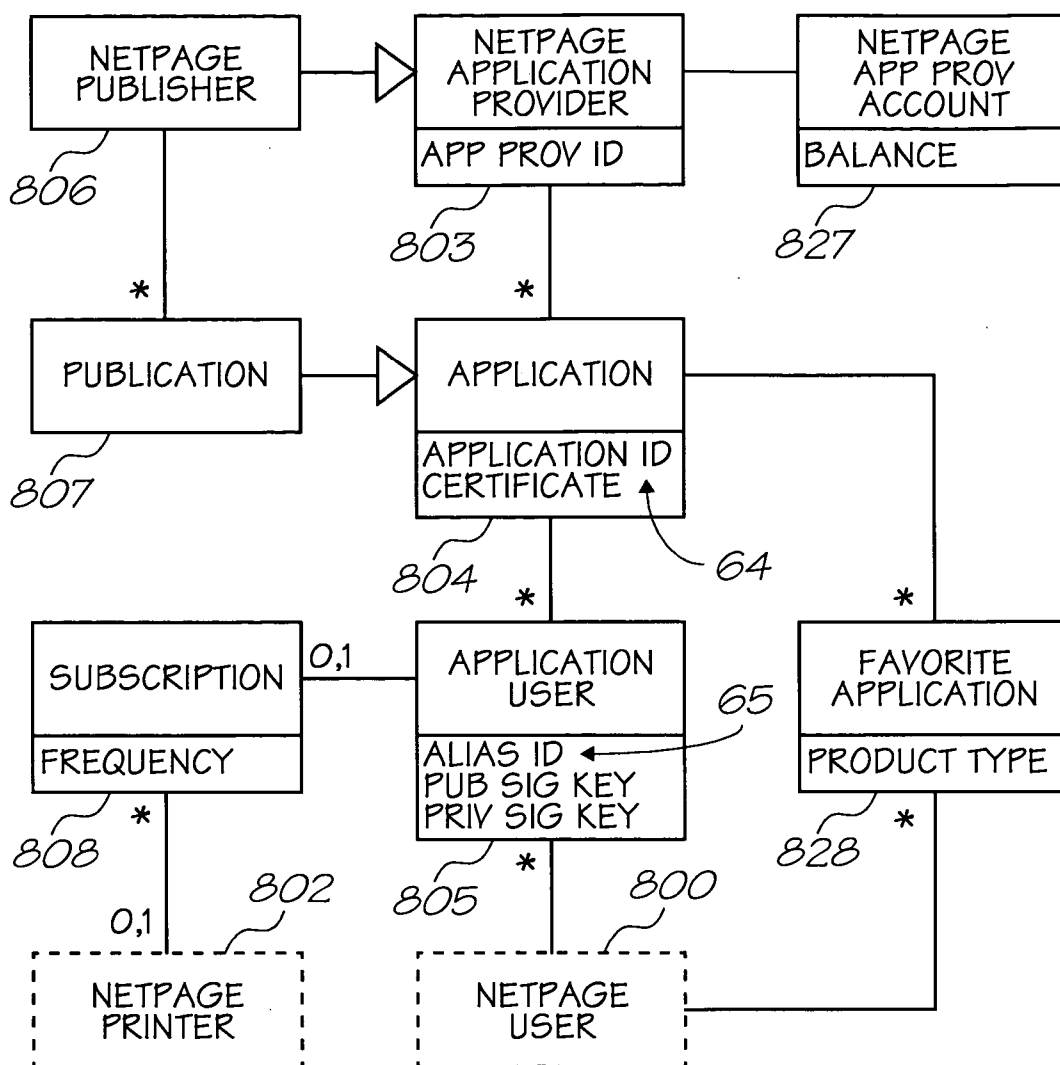 NETPAGE
PUBLISHER
806
NETPAGE
APPLICATION
PROVIDER
APP PROV ID
803
NETPAGE
APP PROV
ACCOUNT
BALANCE
827
*
*
PUBLICATION
807
APPLICATION
APPLICATION ID
CERTIFICATE
804
64
*
*
SUBSCRIPTION
FREQUENCY
808
0,1
APPLICATION
USER
ALIAS ID
PUB SIG KEY
PRIV SIG KEY
805
65
FAVORITE
APPLICATION
PRODUCT TYPE
828
*
*
*
0,1
802
800
NETPAGE
PRINTER
NETPAGE
USER